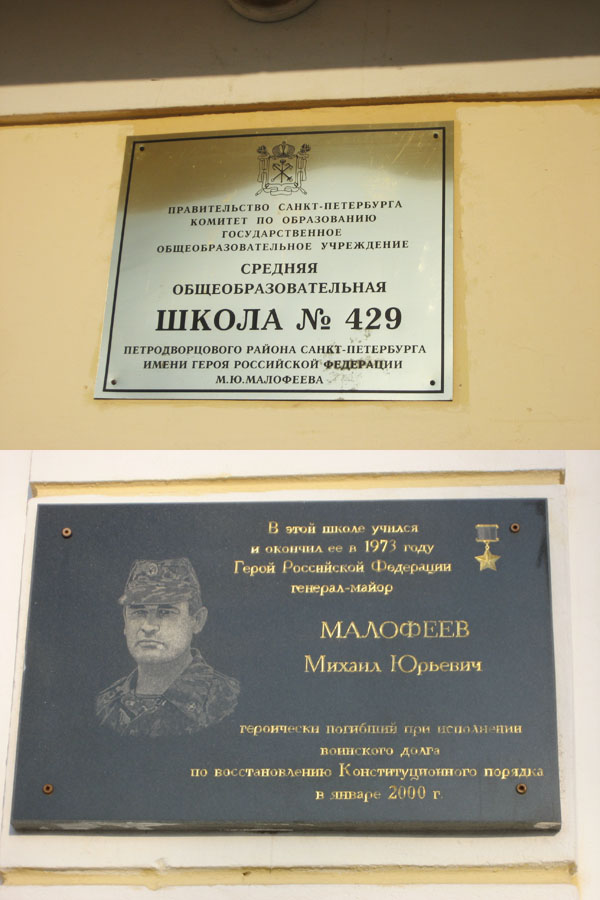 ПРАВИТЕЛЬСТВО САНКТ-ПЕТЕРБУРГА
КОМИТЕТ ПО ОБРАЗОВАНИЮ
ГОСУДАРСТВЕННОЕ
ОБЩЕОБРАЗОВАТЕЛЬНОЕ УЧРЕЖДЕНИЕ
СРЕДНЯЯ
ОБЩЕОБРАЗОВАТЕЛЬНАЯ
ШКОЛА № 429
ПЕТРОДВОРЦОВОГО РАЙОНА САНКТ-ПЕТЕРБУРГА
ИМЕНИ ГЕРОЯ РОССИЙСКОЙ ФЕДЕРАЦИИ
М.Ю.МАЛОФЕЕВА
В этой школе учился
и окончил ее в 1973 году
Герой Российской Федерации
генерал-майор
МАЛОФЕЕВ
Михаил Юрьевич
героически погибший при исполнении
воинского долга
по восстановлению Конституционного порядка
в январе 2000 г.